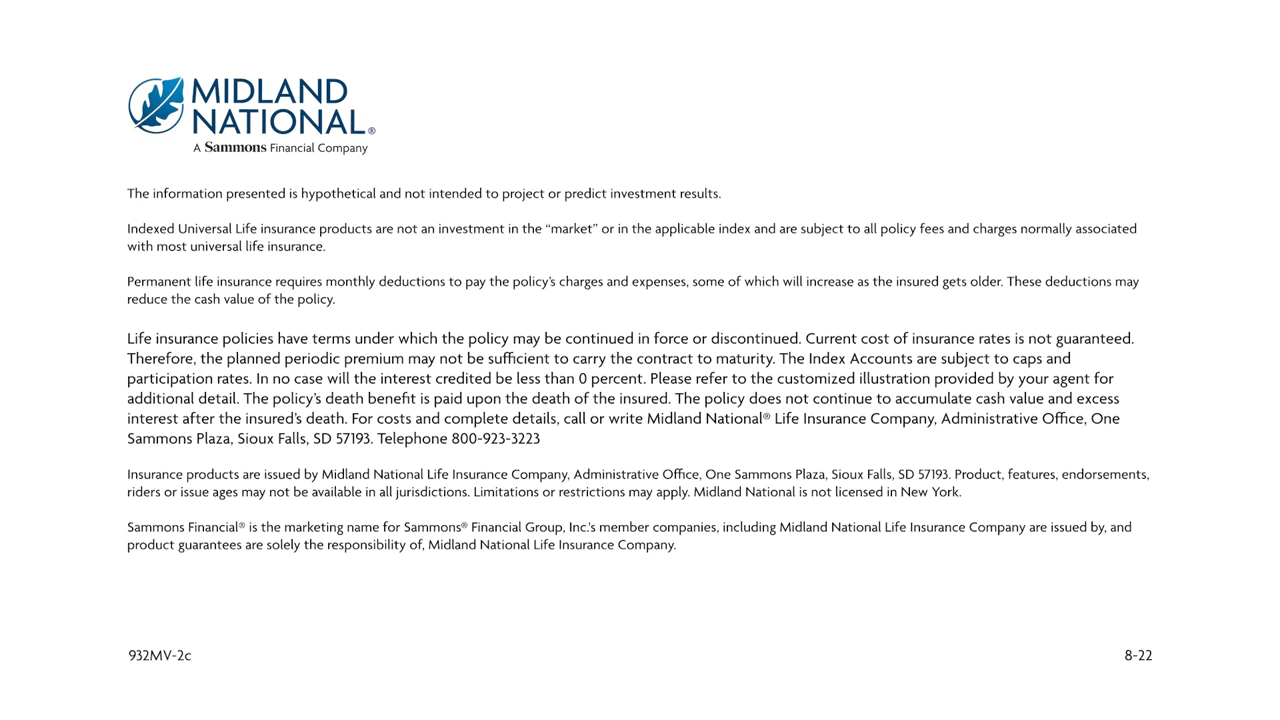 MIDLAND
NATIONAL®
A Sammons Financial Company
The information presented is hypothetical and not intended to project or predict investment results.
Indexed Universal Life insurance products are not an investment in the “market” or in the applicable index and are subject to all policy fees and charges normally associated
with most universal life insurance.
Permanent life insurance requires monthly deductions to pay the policy’s charges and expenses, some of which will increase as the insured gets older. These deductions may
reduce the cash value of the policy.
Life insurance policies have terms under which the policy may be continued in force or discontinued. Current cost of insurance rates is not guaranteed.
Therefore, the planned periodic premium may not be sufficient to carry the contract to maturity. The Index Accounts are subject to caps and
participation rates. In no case will the interest credited be less than 0 percent. Please refer to the customized illustration provided by your agent for
additional detail. The policy’s death benefit is paid upon the death of the insured. The policy does not continue to accumulate cash value and excess
interest after the insured’s death. For costs and complete details, call or write Midland National® Life Insurance Company, Administrative Office, One
Sammons Plaza, Sioux Falls, SD 57193. Telephone 800-923-3223
Insurance products are issued by Midland National Life Insurance Company, Administrative Office, One Sammons Plaza, Sioux Falls, SD 57193. Product, features, endorsements,
riders or issue ages may not be available in all jurisdictions. Limitations or restrictions may apply. Midland National is not licensed in New York.
Sammons Financial® is the marketing name for Sammons® Financial Group, Inc.’s member companies, including Midland National Life Insurance Company are issued by, and
product guarantees are solely the responsibility of, Midland National Life Insurance Company.
932MV-2c
8-22